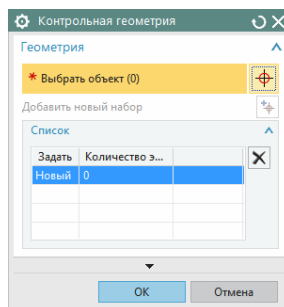 Контрольная геометрия
Геометрия
* Выбрать объект (0)
Добавить новый набор
Список
Задать Количество э...
Новый 0
OK Отмена